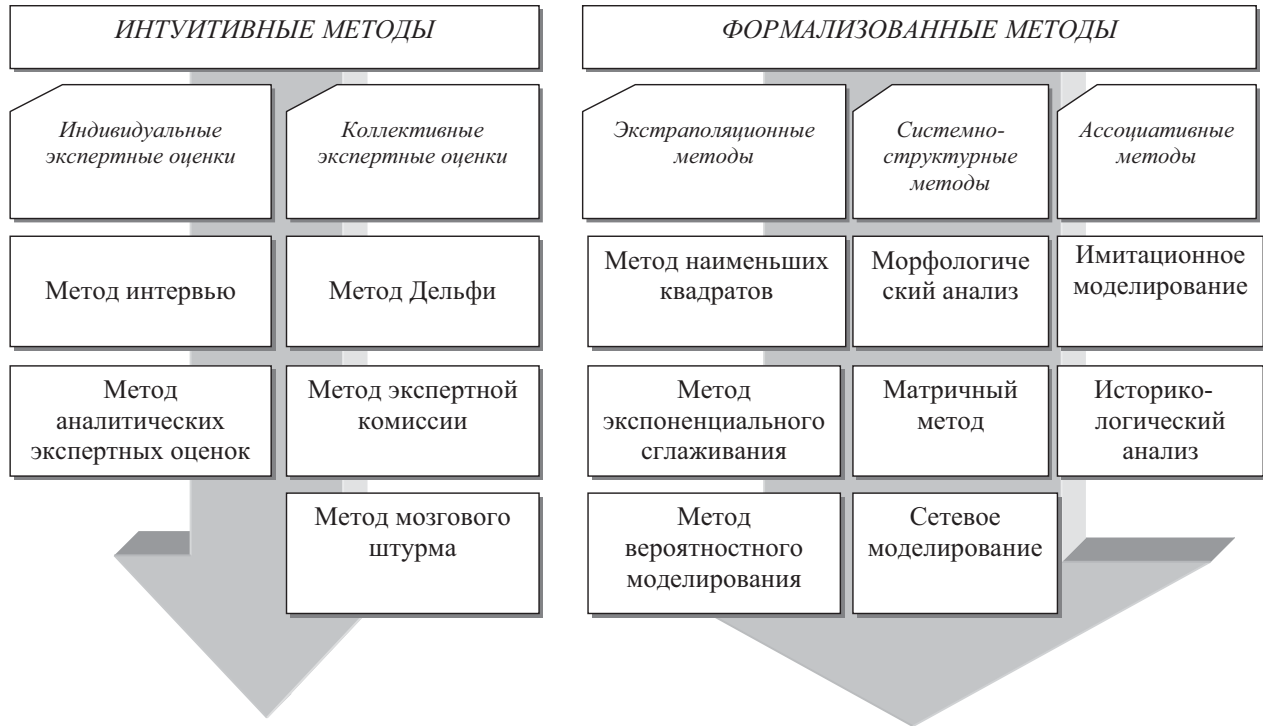 ИНТУИТИВНЫЕ МЕТОДЫ
ФОРМАЛИЗОВАННЫЕ МЕТОДЫ
Индивидуальные
экспертные оценки
Коллективные
экспертные оценки
Экстраполяционные
методы
Системно-
структурные
методы
Ассоциативные
методы
Метод интервью
Метод Дельфи
Метод наименьших
квадратов
Морфологиче
ский анализ
Имитационное
моделирование
Метод
аналитических
экспертных оценок
Метод экспертной
комиссии
Метод
экспоненциального
сглаживания
Матричный
метод
Историко-
логический
анализ
Метод мозгового
штурма
Метод
вероятностного
моделирования
Сетевое
моделирование